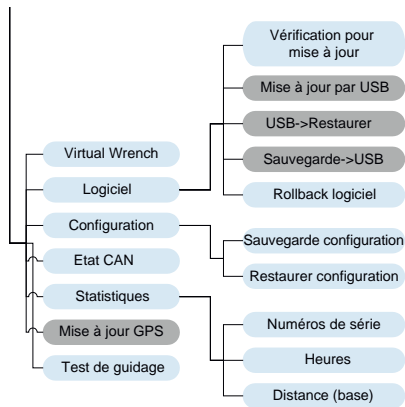 Vérification pour
mise à jour
Mise à jour par USB
USB->Restaurer
Virtual Wrench
Sauvegarde->USB
Logiciel
Rollback logiciel
Configuration
Sauvegarde configuration
Etat CAN
Restaurer configuration
Statistiques
Numéros de série
Mise à jour GPS
Heures
Test de guidage
Distance (base)